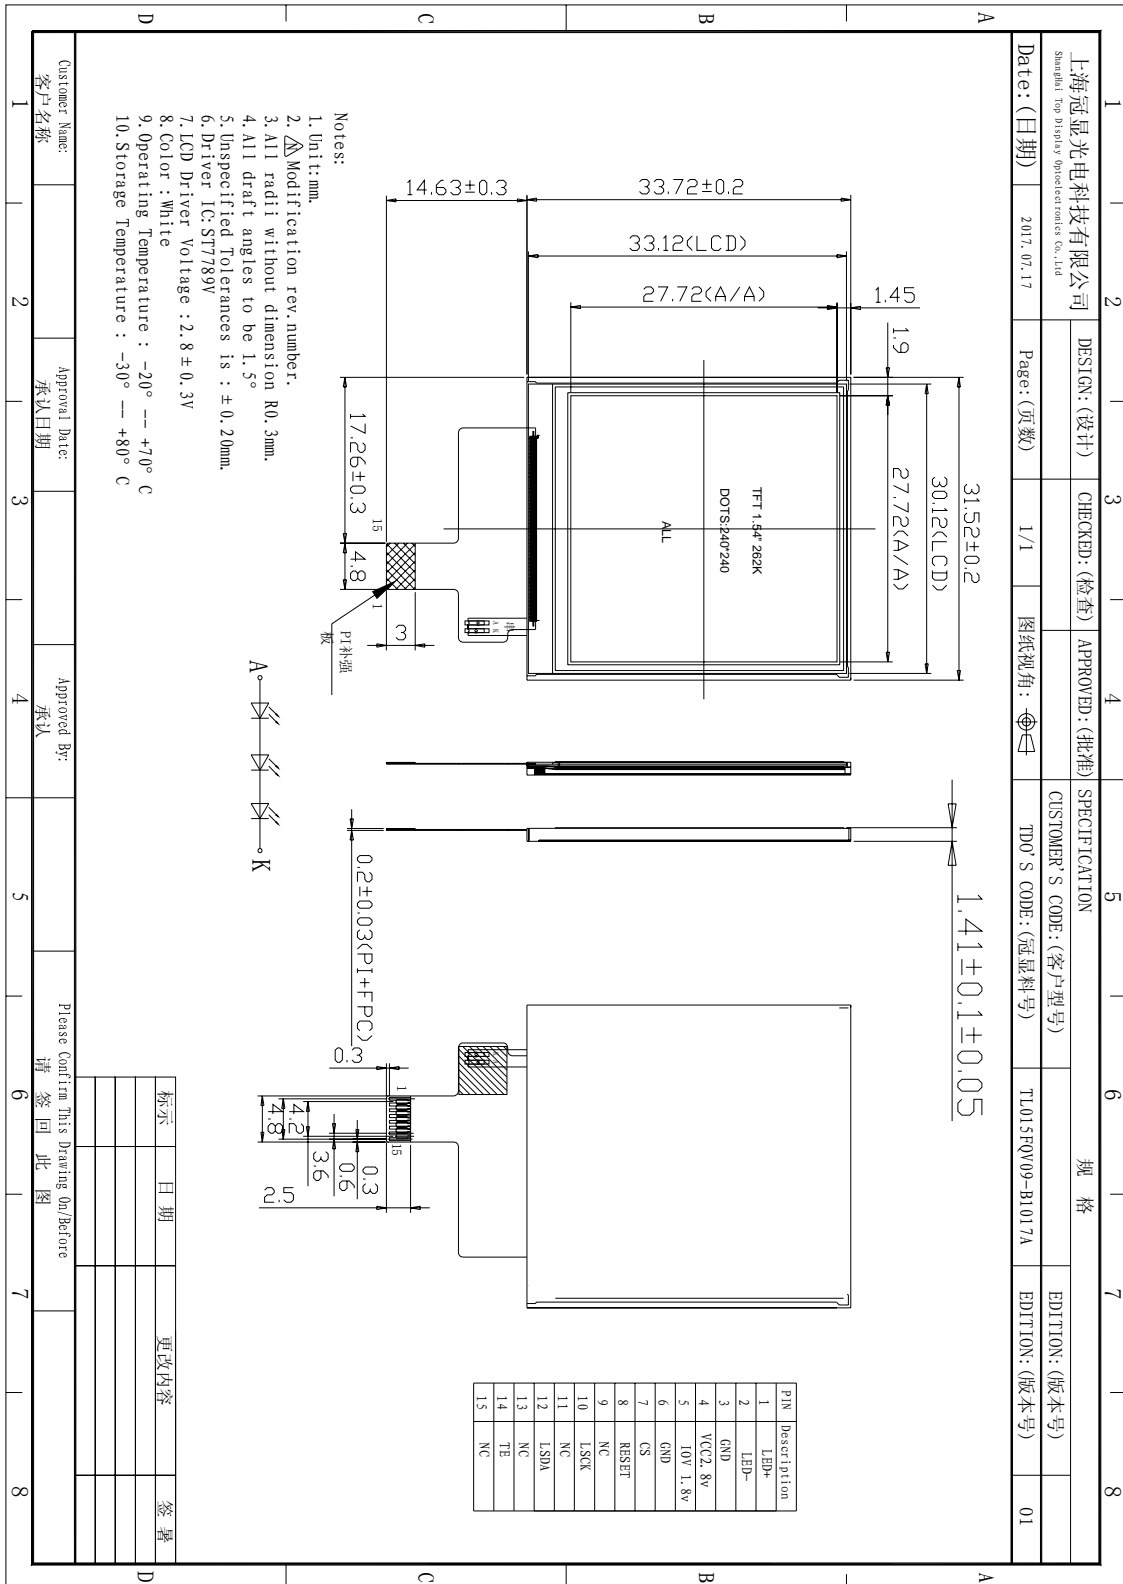 1 2 3 4 5 6 7 8
A B C D
上海冠显光电科技有限公司
ShangHai Top Display Optoelectronics Co.,Ltd
DESIGN:(设计)
CHECKED:(检查)
APPROVED:(批准)
SPECIFICATION
规 格
CUSTOMER'S CODE:(客户型号)
EDITION:(版本号)
Date:(日期)
2017.07.17
Page:(页数)
1/1
图纸视角:
TDO'S CODE:(冠显料号)
TL015FQV09-B1017A
EDITION:(版本号)
01
31.52±0.2
30.12(LCD)
27.72(A/A)
1.9
1.45
27.72(A/A)
33.12(LCD)
33.72±0.2
14.63±0.3
TFT 1.54" 262K
DOTS:240*240
ALL
A K
17.26±0.3
4.8
3
15
1
PI补强
板
1.41±0.1±0.05
0.2±0.03(PI+FPC)
0.3
1
15
4.2
4.8
3.6
0.6
0.3
2.5
A
K
PIN Description
1 LED+
2 LED-
3 GND
4 VCC2.8v
5 IOV 1.8v
6 GND
7 CS
8 RESET
9 NC
10 LSCK
11 NC
12 LSDA
13 NC
14 TE
15 NC
Notes:
1.Unit:mm.
2. N Modification rev.number.
3. All radii without dimension R0.3mm.
4. All draft angles to be 1.5°
5.Unspecified Tolerances is :±0.20mm.
6.Driver IC:ST7789V
7.LCD Driver Voltage :2.8±0.3V
8.Color :White
9.Operating Temperature : -20° -- +70° C
10.Storage Temperature : -30° -- +80° C
标示
日 期
更改内容
签 署
Customer Name:
客户名称
Approval Date:
承认日期
Approved By:
承认
Please Confirm This Drawing On/Before
请 签 回 此 图
1 2 3 4 5 6 7 8
A B C D